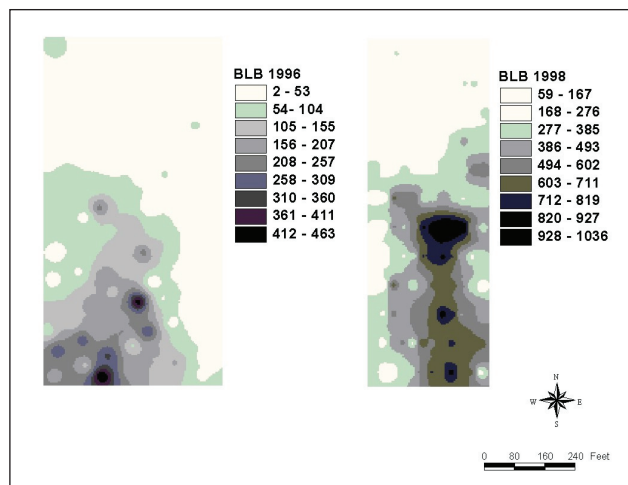 BLB 1996
2 - 53
54 - 104
105 - 155
156 - 207
208 - 257
258 - 309
310 - 360
361 - 411
412 - 463
BLB 1998
59 - 167
168 - 276
277 - 385
386 - 493
494 - 602
603 - 711
712 - 819
820 - 927
928 - 1036
N
W E
S
0 80 160 240 Feet